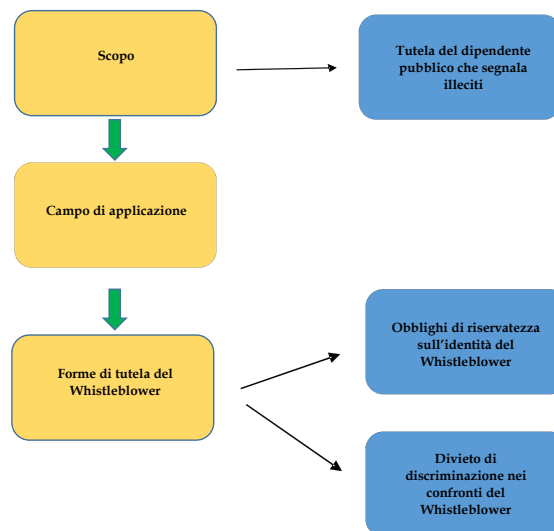 Scopo
Tutela del dipendente
pubblico che segnala
illeciti
Campo di applicazione
Forme di tutela del
Whistleblower
Obblighi di riservatezza
sull'identità del
Whistleblower
Divieto di
discriminazione nei
confronti del
Whistleblower